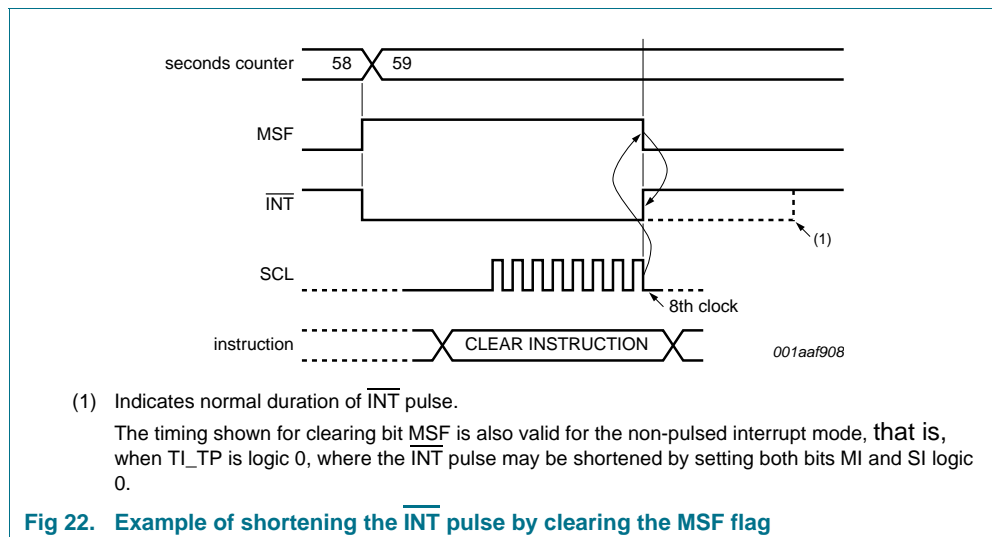 seconds counter 58 59
MSF
INT
(1)
SCL
8th clock
instruction CLEAR INSTRUCTION
001aaf908
(1) Indicates normal duration of INT pulse.
The timing shown for clearing bit MSF is also valid for the non-pulsed interrupt mode, that is,
when TI_TP is logic 0, where the INT pulse may be shortened by setting both bits MI and SI logic
0.
Fig 22. Example of shortening the INT pulse by clearing the MSF flag